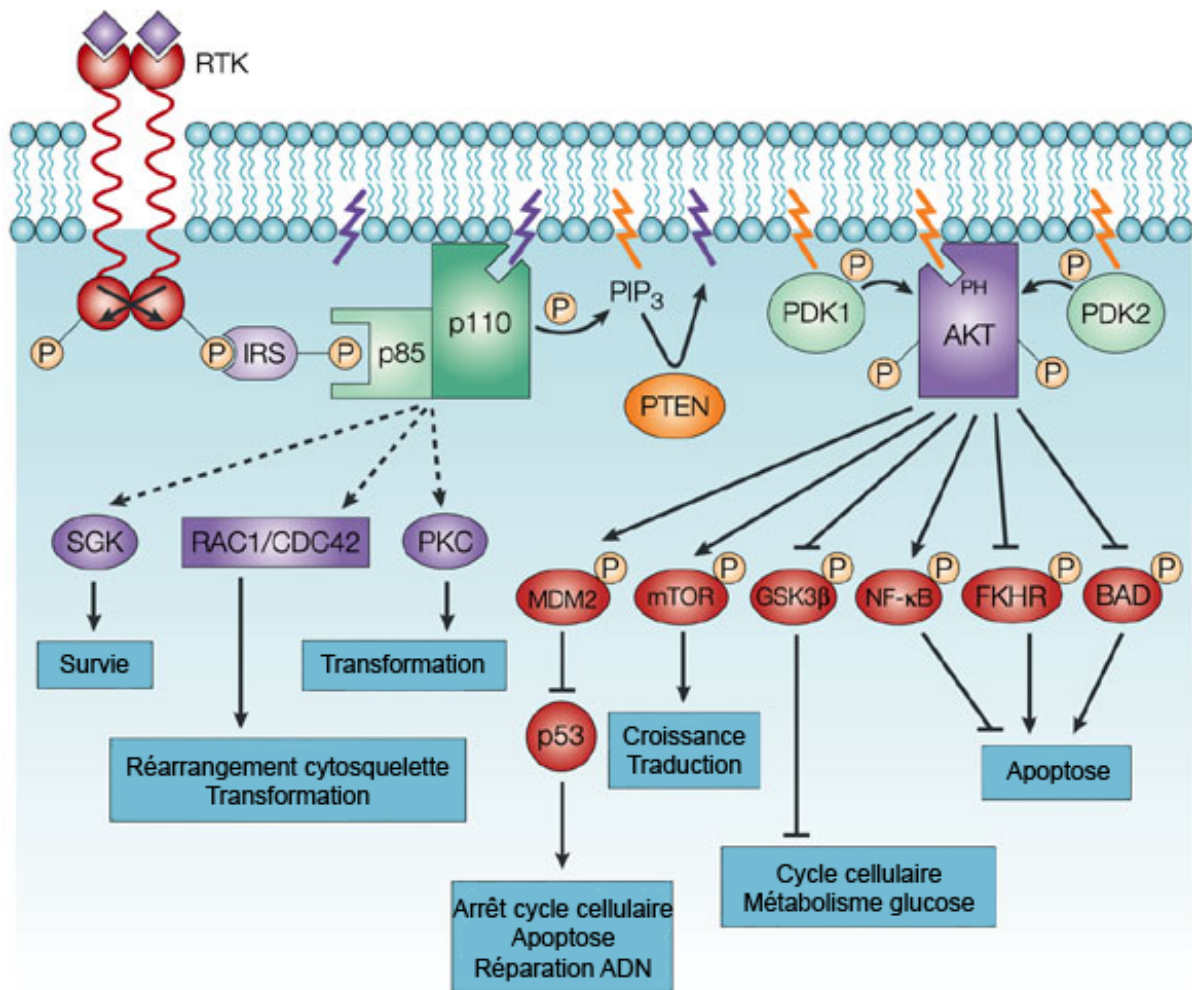 RTK
P
P
IRS
P
p85
p110
P
PIP3
PTEN
PDK1
P
PH
AKT
P
P
P
PDK2
SGK
RAC1/CDC42
PKC
MDM2
P
mTOR
P
GSK3β
P
NF-κB
P
FKHR
P
BAD
P
Survie
Transformation
Réarrangement cytosquelette
Transformation
p53
Croissance
Traduction
Apoptose
Cycle cellulaire
Métabolisme glucose
Arrêt cycle cellulaire
Apoptose
Réparation ADN